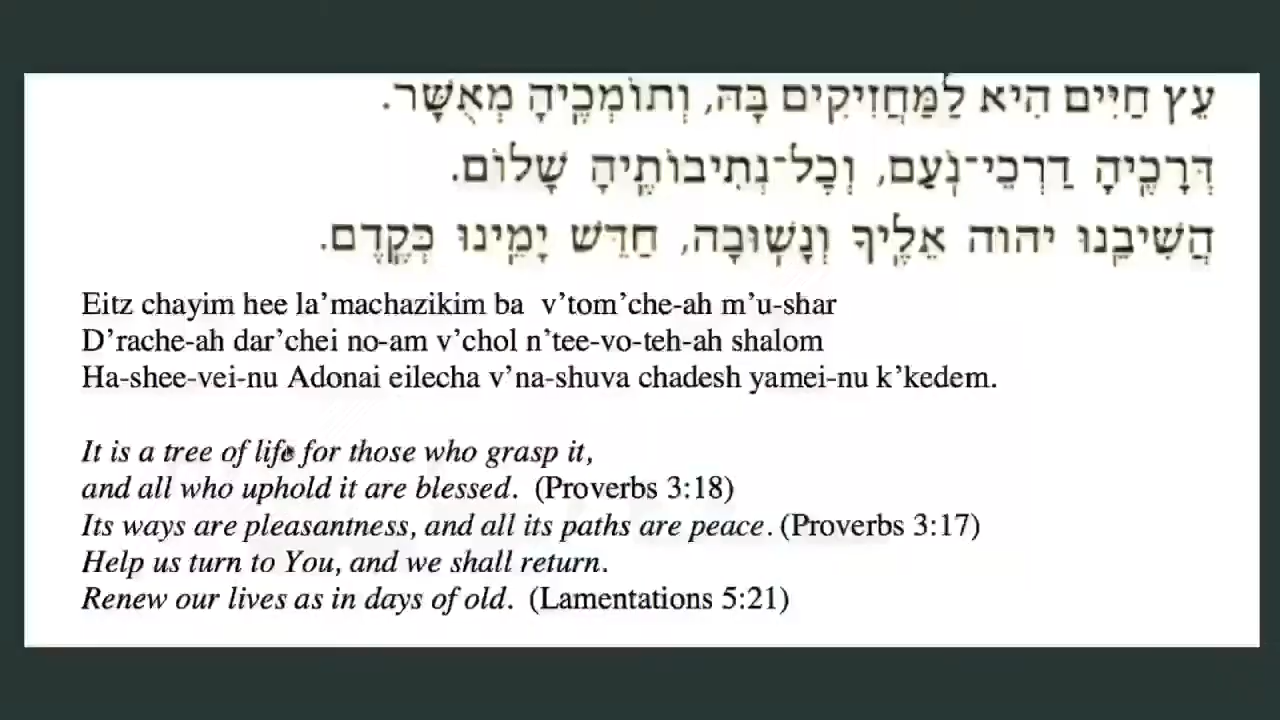 עֵץ חַיִּים הִיא לַמַּחֲזִיקִים בָּהּ, וְתוֹמְכֶֽיהָ מְאֻשָּׁר.
דְּרָכֶֽיהָ דַרְכֵי־נֹֽעַם, וְכָל־נְתִיבוֹתֶֽיהָ שָׁלוֹם.
הֲשִׁיבֵֽנוּ יהוה אֵלֶֽיךָ וְנָשֽׁוּבָה, חַדֵּשׁ יָמֵֽינוּ כְּקֶֽדֶם.
Eitz chayim hee la’machazikim ba v’tom’che-ah m’u-shar
D’rache-ah dar’chei no-am v’chol n’tee-vo-teh-ah shalom
Ha-shee-vei-nu Adonai eilecha v’na-shuva chadesh yamei-nu k’kedem.
It is a tree of life for those who grasp it,
and all who uphold it are blessed. (Proverbs 3:18)
Its ways are pleasantness, and all its paths are peace. (Proverbs 3:17)
Help us turn to You, and we shall return.
Renew our lives as in days of old. (Lamentations 5:21)